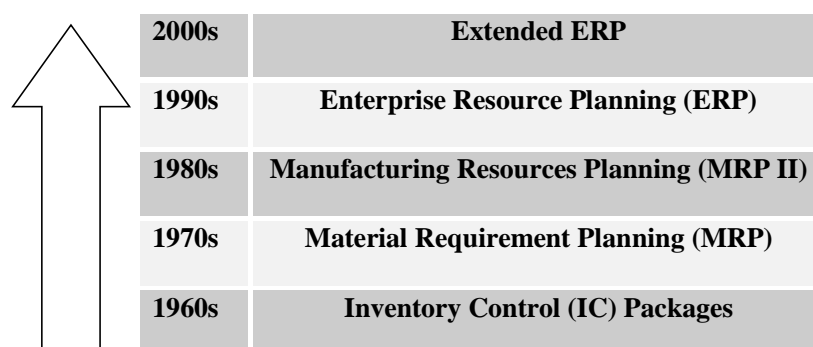 2000s Extended ERP
1990s Enterprise Resource Planning (ERP)
1980s Manufacturing Resources Planning (MRP II)
1970s Material Requirement Planning (MRP)
1960s Inventory Control (IC) Packages